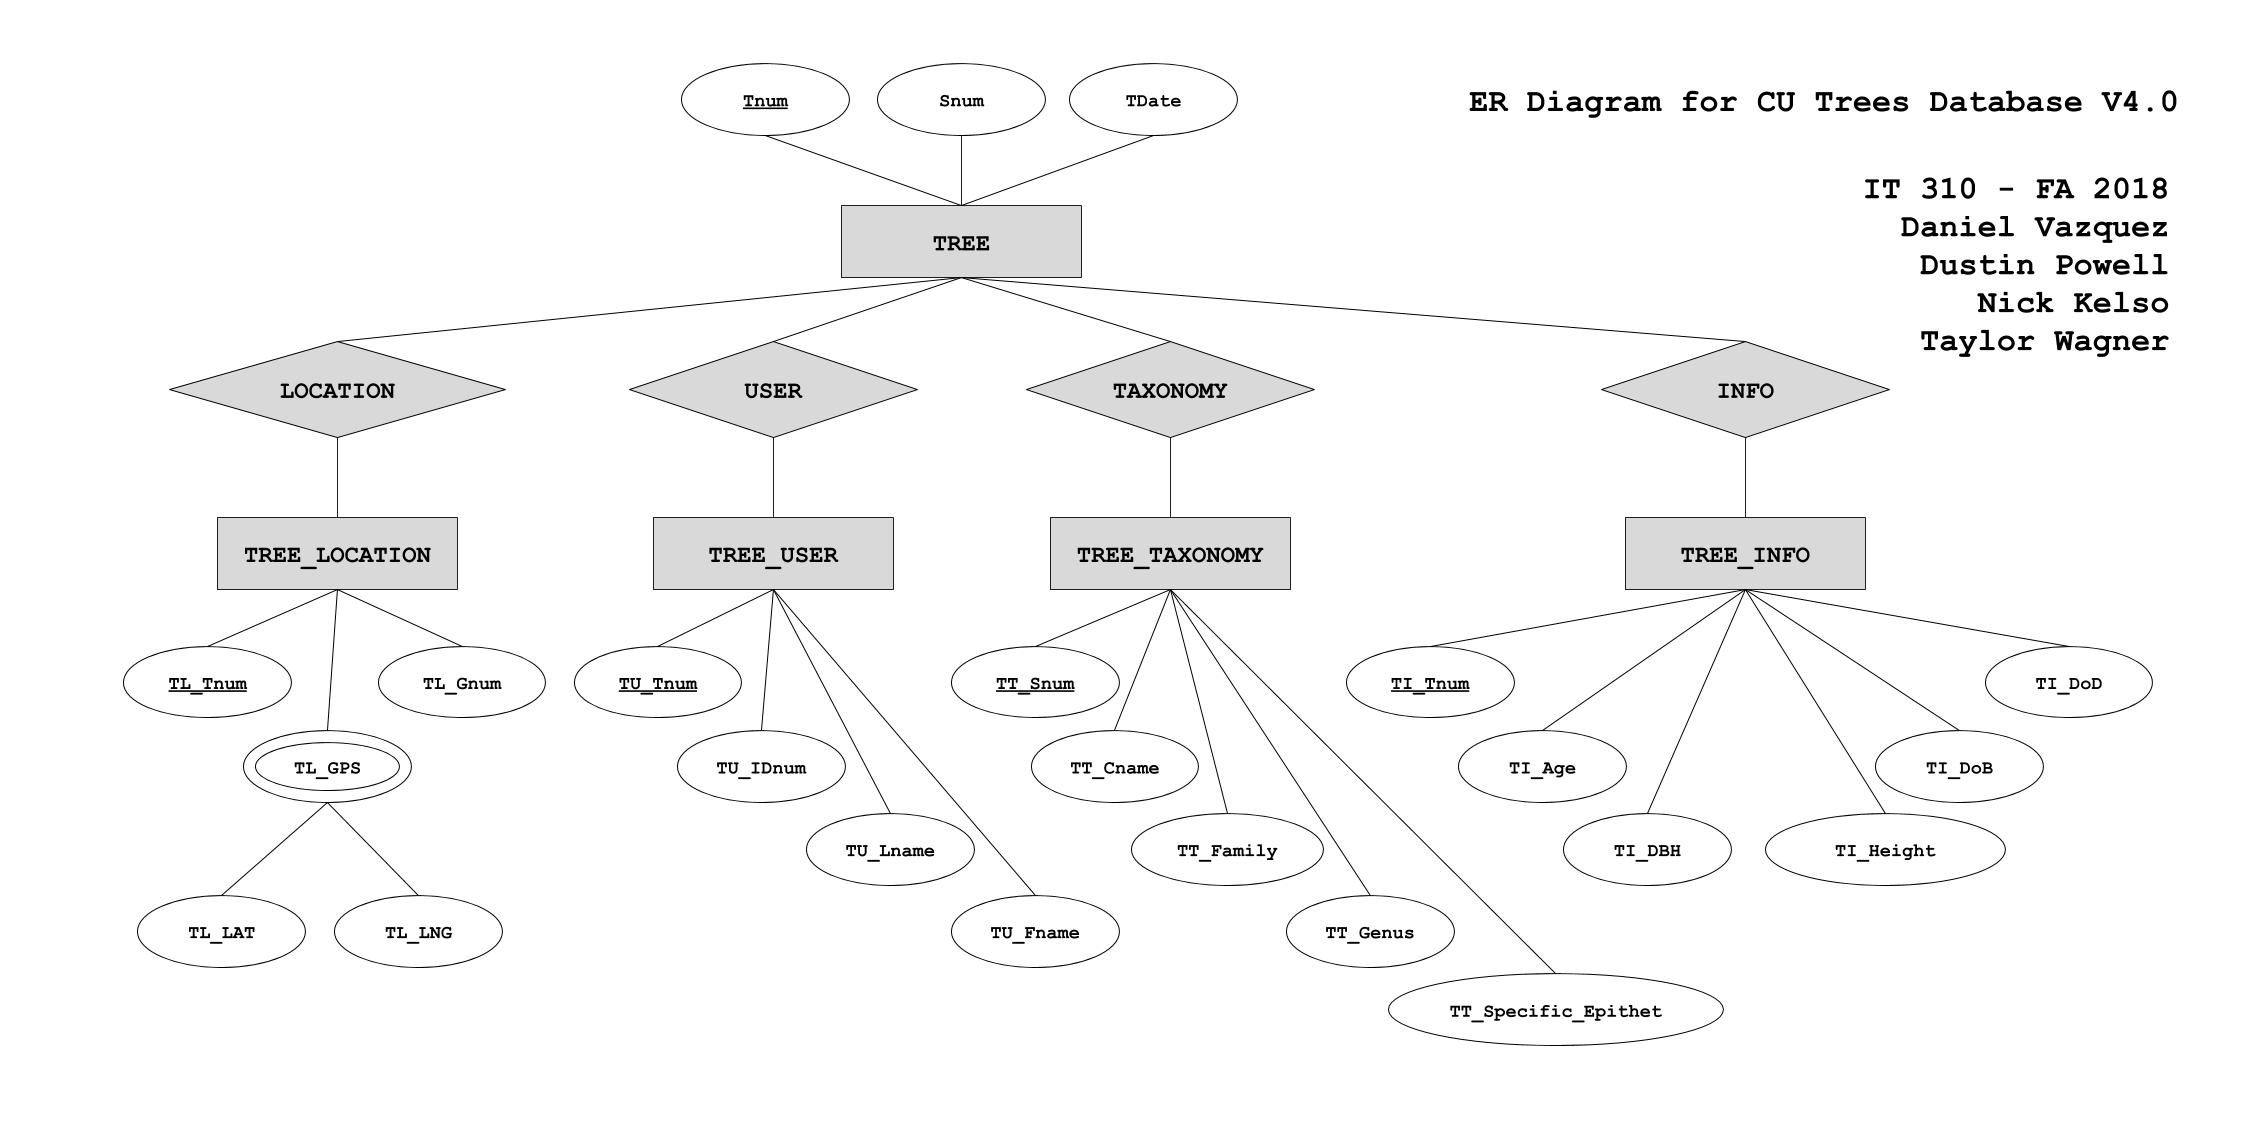 Tnum
Snum
TDate
ER Diagram for CU Trees Database V4.0
IT 310 - FA 2018
Daniel Vazquez
Dustin Powell
Nick Kelso
Taylor Wagner
TREE
LOCATION
USER
TAXONOMY
INFO
TREE_LOCATION
TREE_USER
TREE_TAXONOMY
TREE_INFO
TL_Tnum
TL_Gnum
TU_Tnum
TT_Snum
TI_Tnum
TI_DoD
TL_GPS
TU_IDnum
TT_Cname
TI_Age
TI_DoB
TU_Lname
TT_Family
TI_DBH
TI_Height
TL_LAT
TL_LNG
TU_Fname
TT_Genus
TT_Specific_Epithet